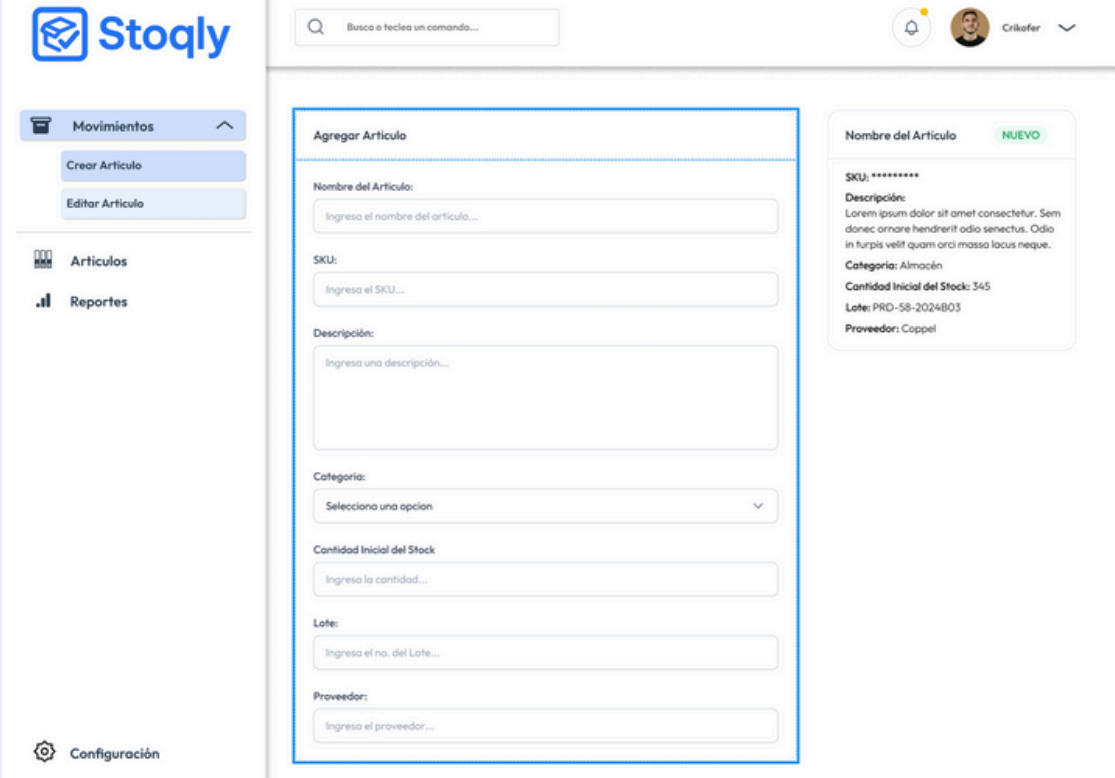 Stoqly
Busca o teclea un comando...
Crikofer
Movimientos
Crear Articulo
Editar Articulo
Articulos
Reportes
Configuración
Agregar Articulo
Nombre del Articulo:
Ingresa el nombre del articulo...
SKU:
Ingresa el SKU...
Descripción:
Ingresa una descripción...
Categoria:
Selecciona una opcion
Cantidad Inicial del Stock
Ingresa la cantidad...
Lote:
Ingresa el no. del Lote...
Proveedor:
Ingresa el proveedor...
Nombre del Articulo NUEVO
SKU: *********
Descripción:
Lorem ipsum dolor sit amet consectetur. Sem
donec ornare hendrerit odio senectus. Odio
in turpis velit quam orci massa lacus neque.
Categoria: Almacén
Cantidad Inicial del Stock: 345
Lote: PRD-58-2024B03
Proveedor: Coppel